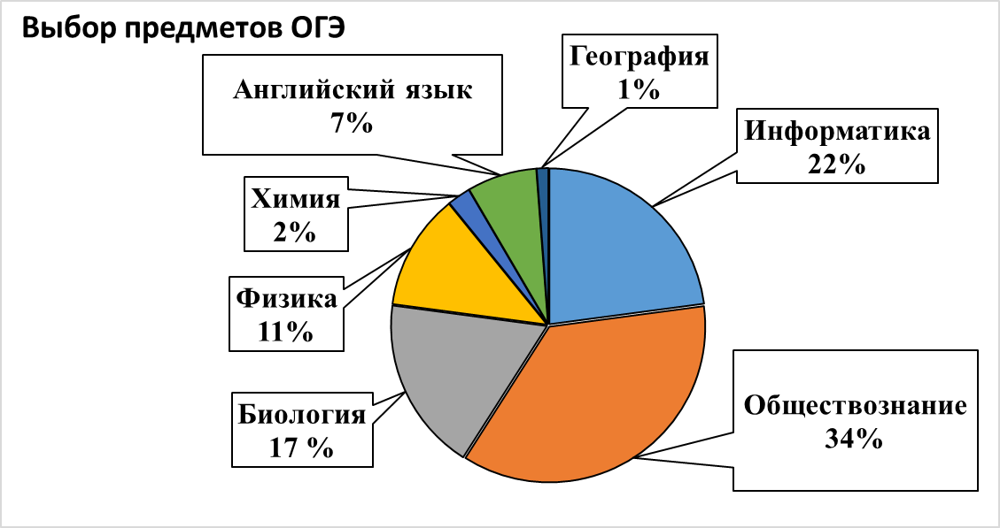 Выбор предметов ОГЭ
География
1%
Английский язык
7%
Информатика
22%
Химия
2%
Физика
11%
Обществознание
34%
Биология
17 %